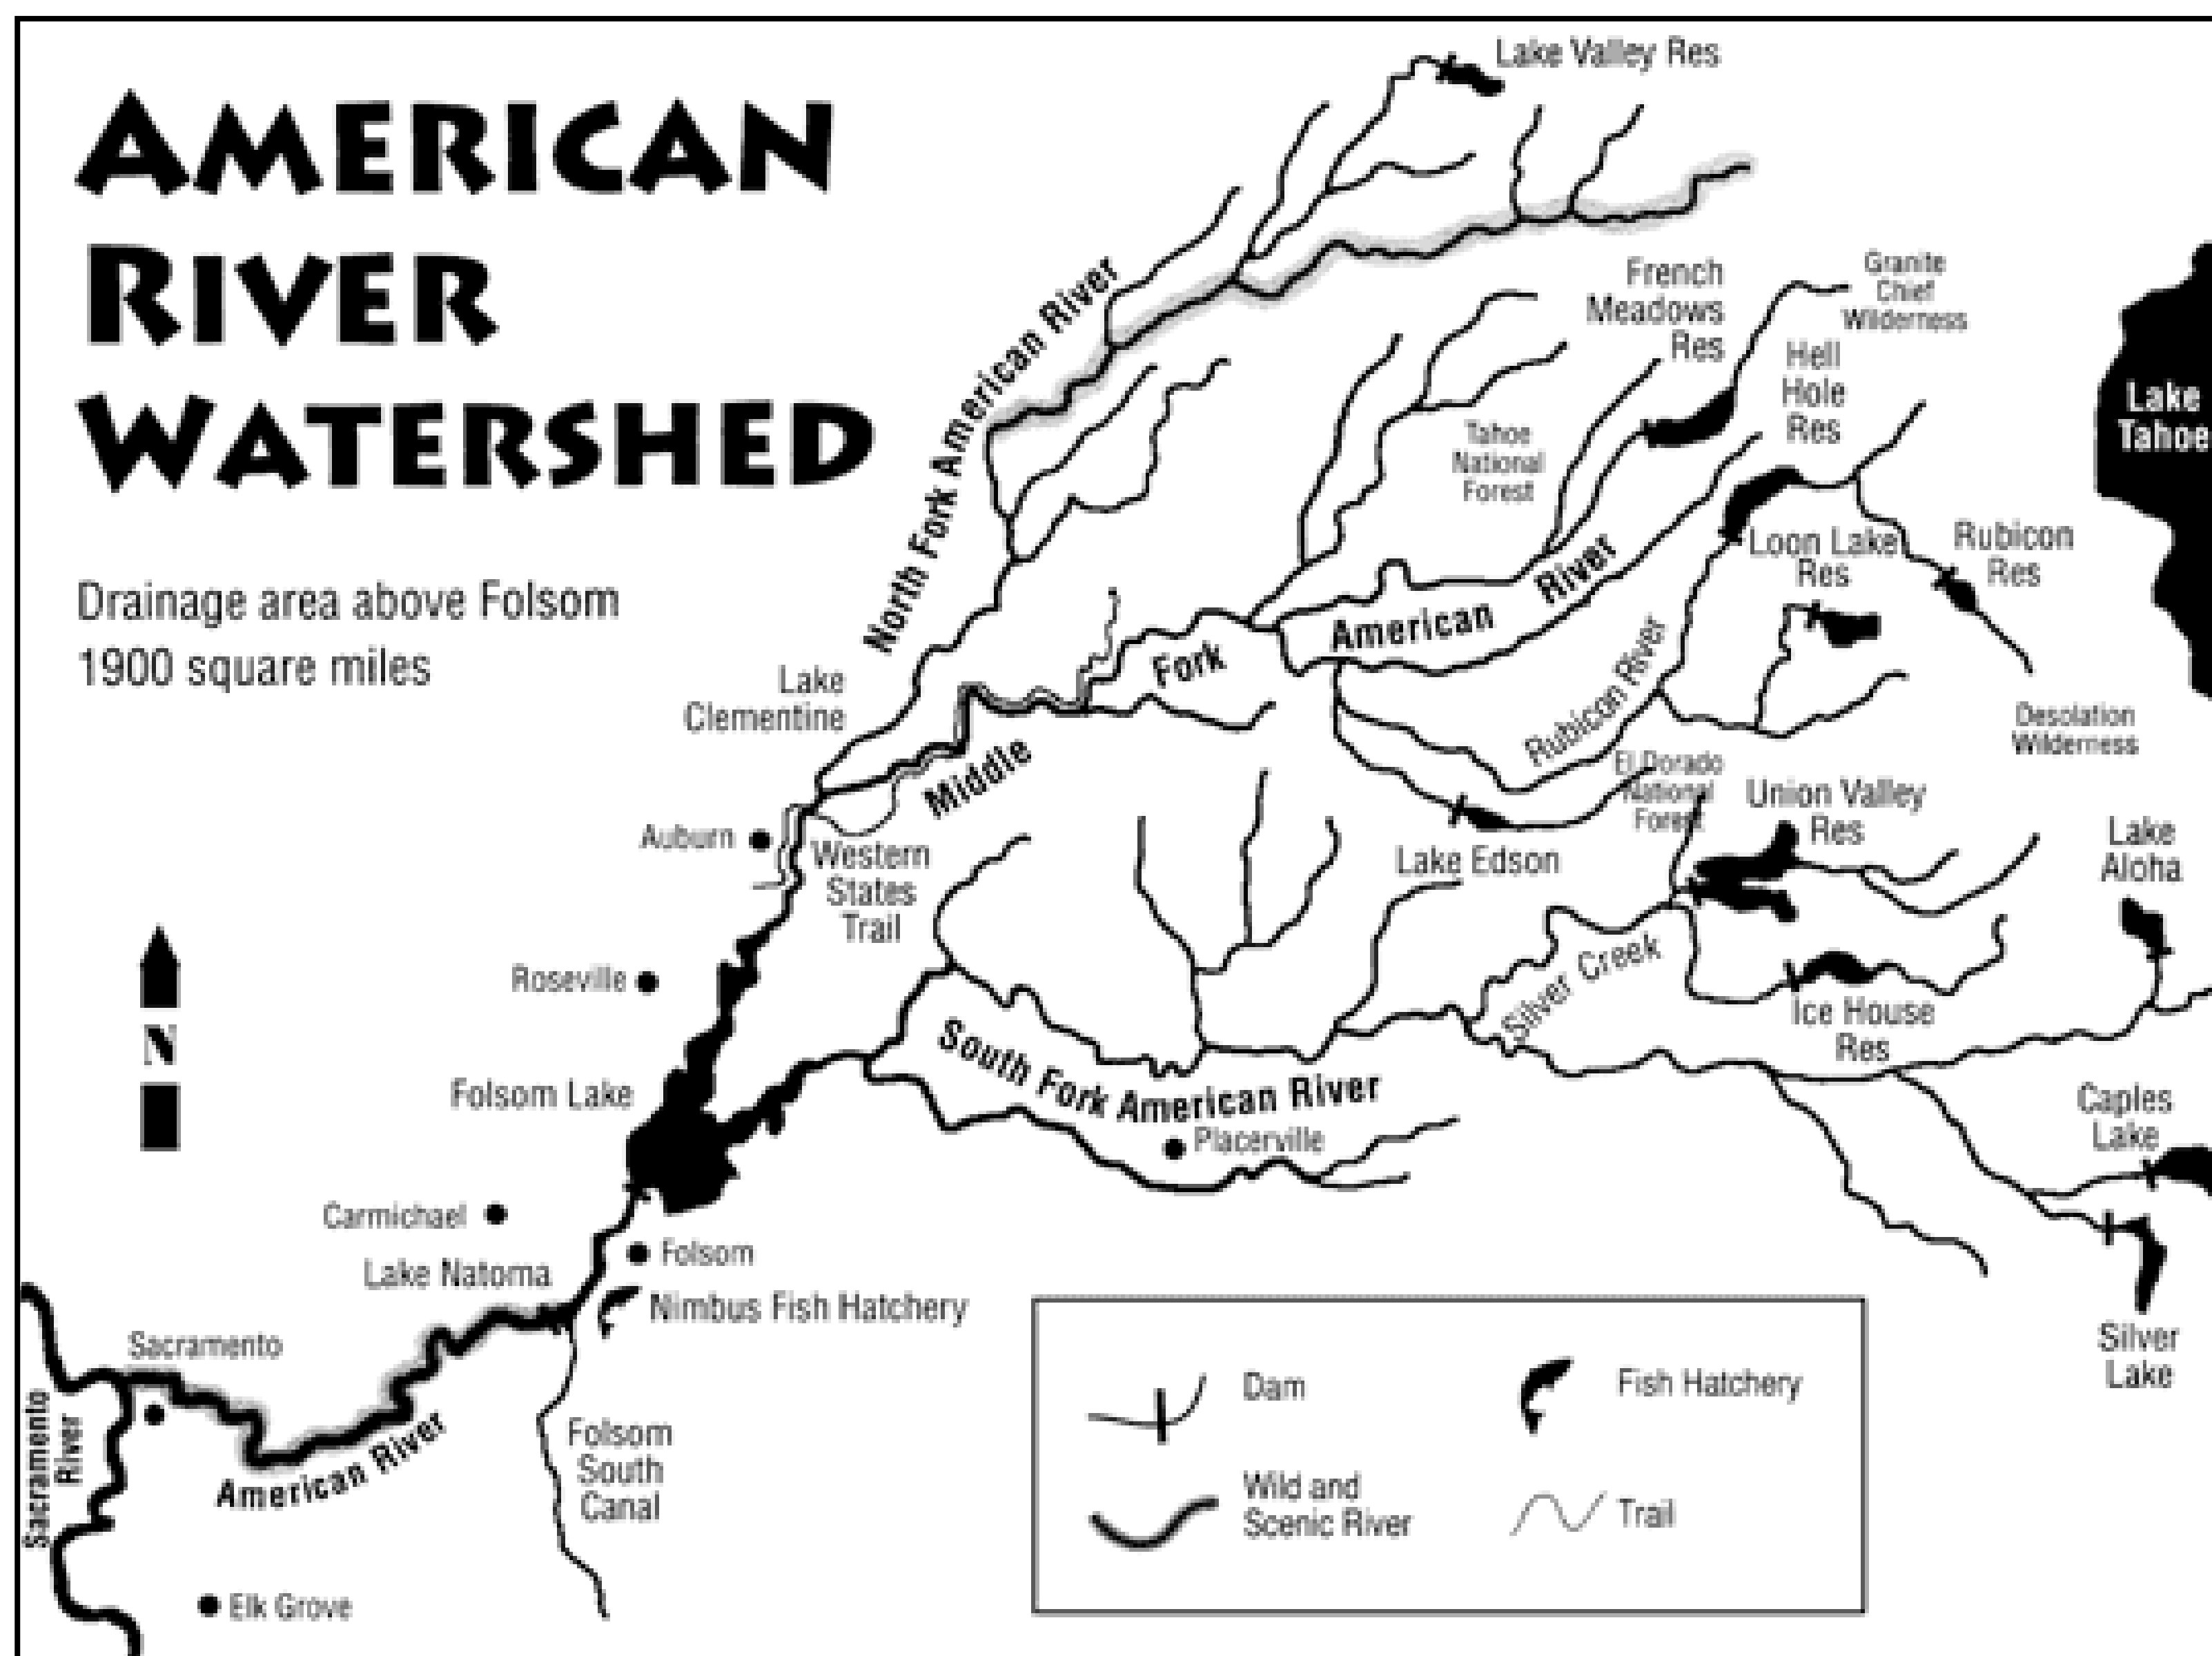 AMERICAN
RIVER
WATERSHED
Drainage area above Folsom
1900 square miles
Lake Valley Res
North Fork American River
French
Meadows
Res
Granite
Chief
Wilderness
Hell
Hole
Res
Lake
Tahoe
Tahoe
National
Forest
Loon Lake
Res
Rubicon
Res
Middle Fork American River
Rubicon River
Desolation
Wilderness
Lake
Clementine
El Dorado
National
Forest
Union Valley
Res
Lake
Aloha
Auburn
Western
States
Trail
Lake Edson
Silver Creek
Roseville
Ice House
Res
South Fork American River
Folsom Lake
Placerville
Caples
Lake
Carmichael
Folsom
Lake Natoma
Nimbus Fish Hatchery
Silver
Lake
Sacramento
Sacramento
River
American River
Folsom
South
Canal
Elk Grove
N
Dam
Fish Hatchery
Wild and
Scenic River
Trail